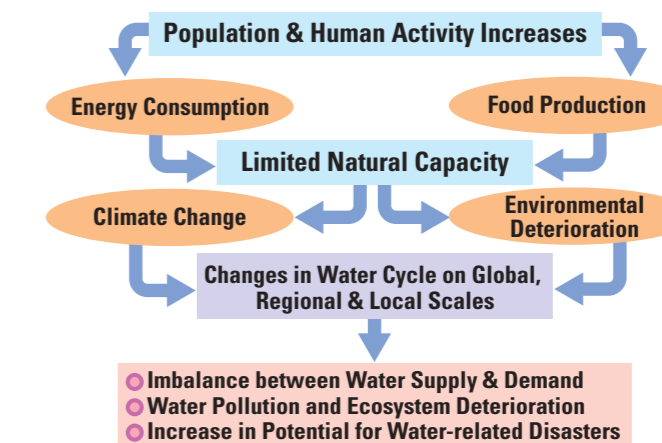 Population & Human Activity Increases
Energy Consumption
Food Production
Limited Natural Capacity
Climate Change
Environmental
Deterioration
Changes in Water Cycle on Global,
Regional & Local Scales
Imbalance between Water Supply & Demand
Water Pollution and Ecosystem Deterioration
Increase in Potential for Water-related Disasters